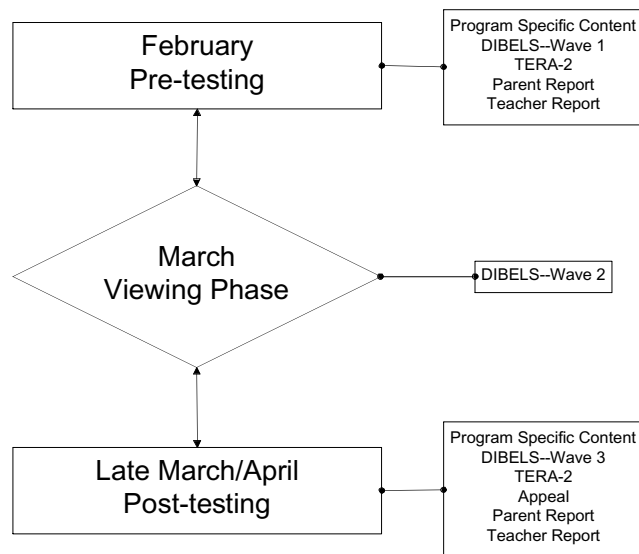 February
Pre-testing
Program Specific Content
DIBELS--Wave 1
TERA-2
Parent Report
Teacher Report
March
Viewing Phase
DIBELS--Wave 2
Late March/April
Post-testing
Program Specific Content
DIBELS--Wave 3
TERA-2
Appeal
Parent Report
Teacher Report